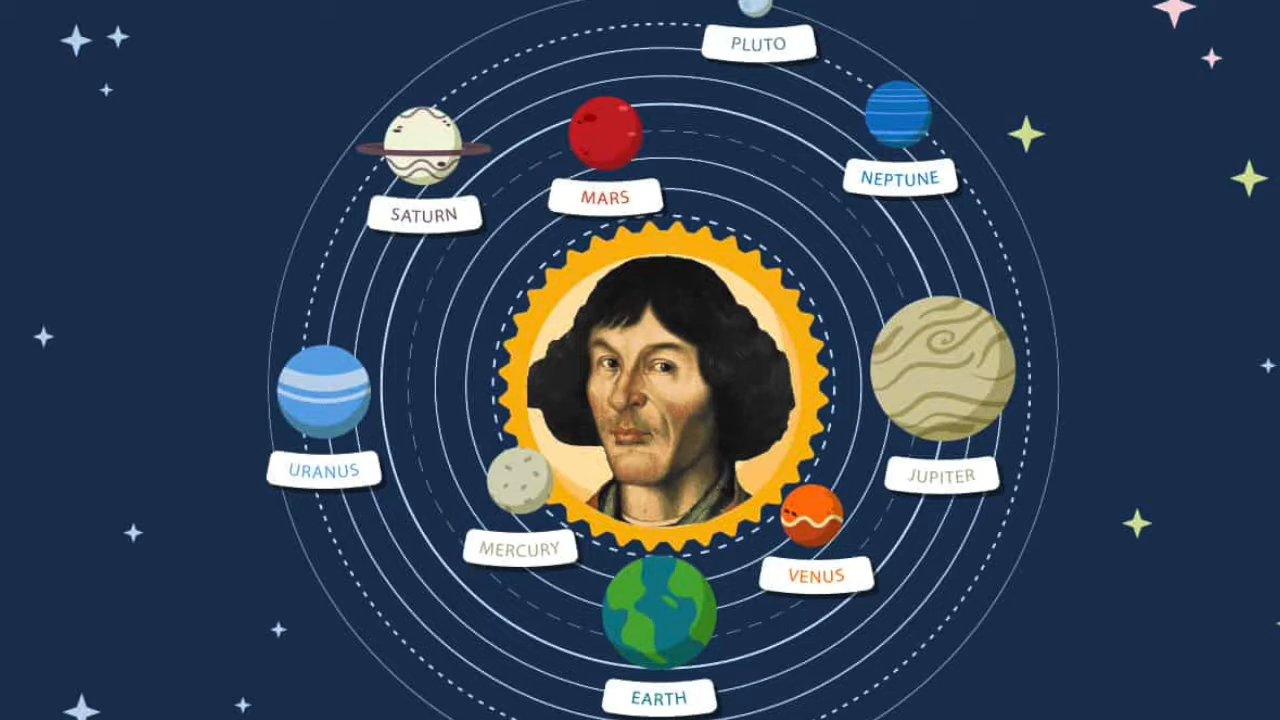 PLUTO
NEPTUNE
MARS
SATURN
URANUS
JUPITER
MERCURY
VENUS
EARTH